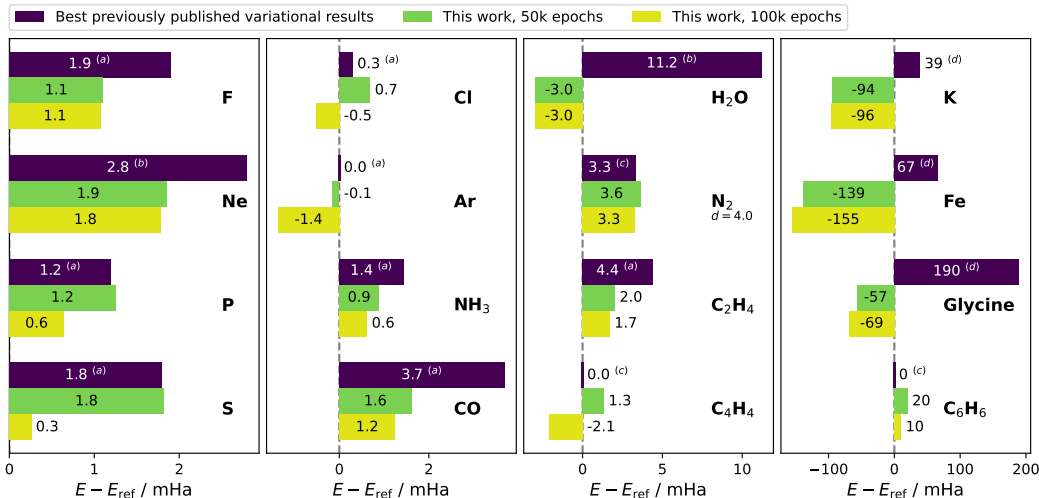 Best previously published variational results
This work, 50k epochs
This work, 100k epochs
1.9 (a)
1.1
1.1
F
2.8 (b)
1.9
1.8
Ne
1.2 (a)
1.2
0.6
P
1.8 (a)
1.8
0.3
S
0 1 2
E − Eref / mHa
0.3 (a)
0.7
-0.5
Cl
0.0 (a)
-0.1
-1.4
Ar
1.4 (a)
0.9
0.6
NH3
3.7 (a)
1.6
1.2
CO
0 2
E − Eref / mHa
11.2 (b)
-3.0
-3.0
H2O
3.3 (c)
3.6
3.3
N2
d = 4.0
4.4 (a)
2.0
1.7
C2H4
0.0 (c)
1.3
-2.1
C4H4
0 5 10
E − Eref / mHa
39 (d)
-94
-96
K
67 (d)
-139
-155
Fe
190 (d)
-57
-69
Glycine
0 (c)
20
10
C6H6
−100 0 100 200
E − Eref / mHa